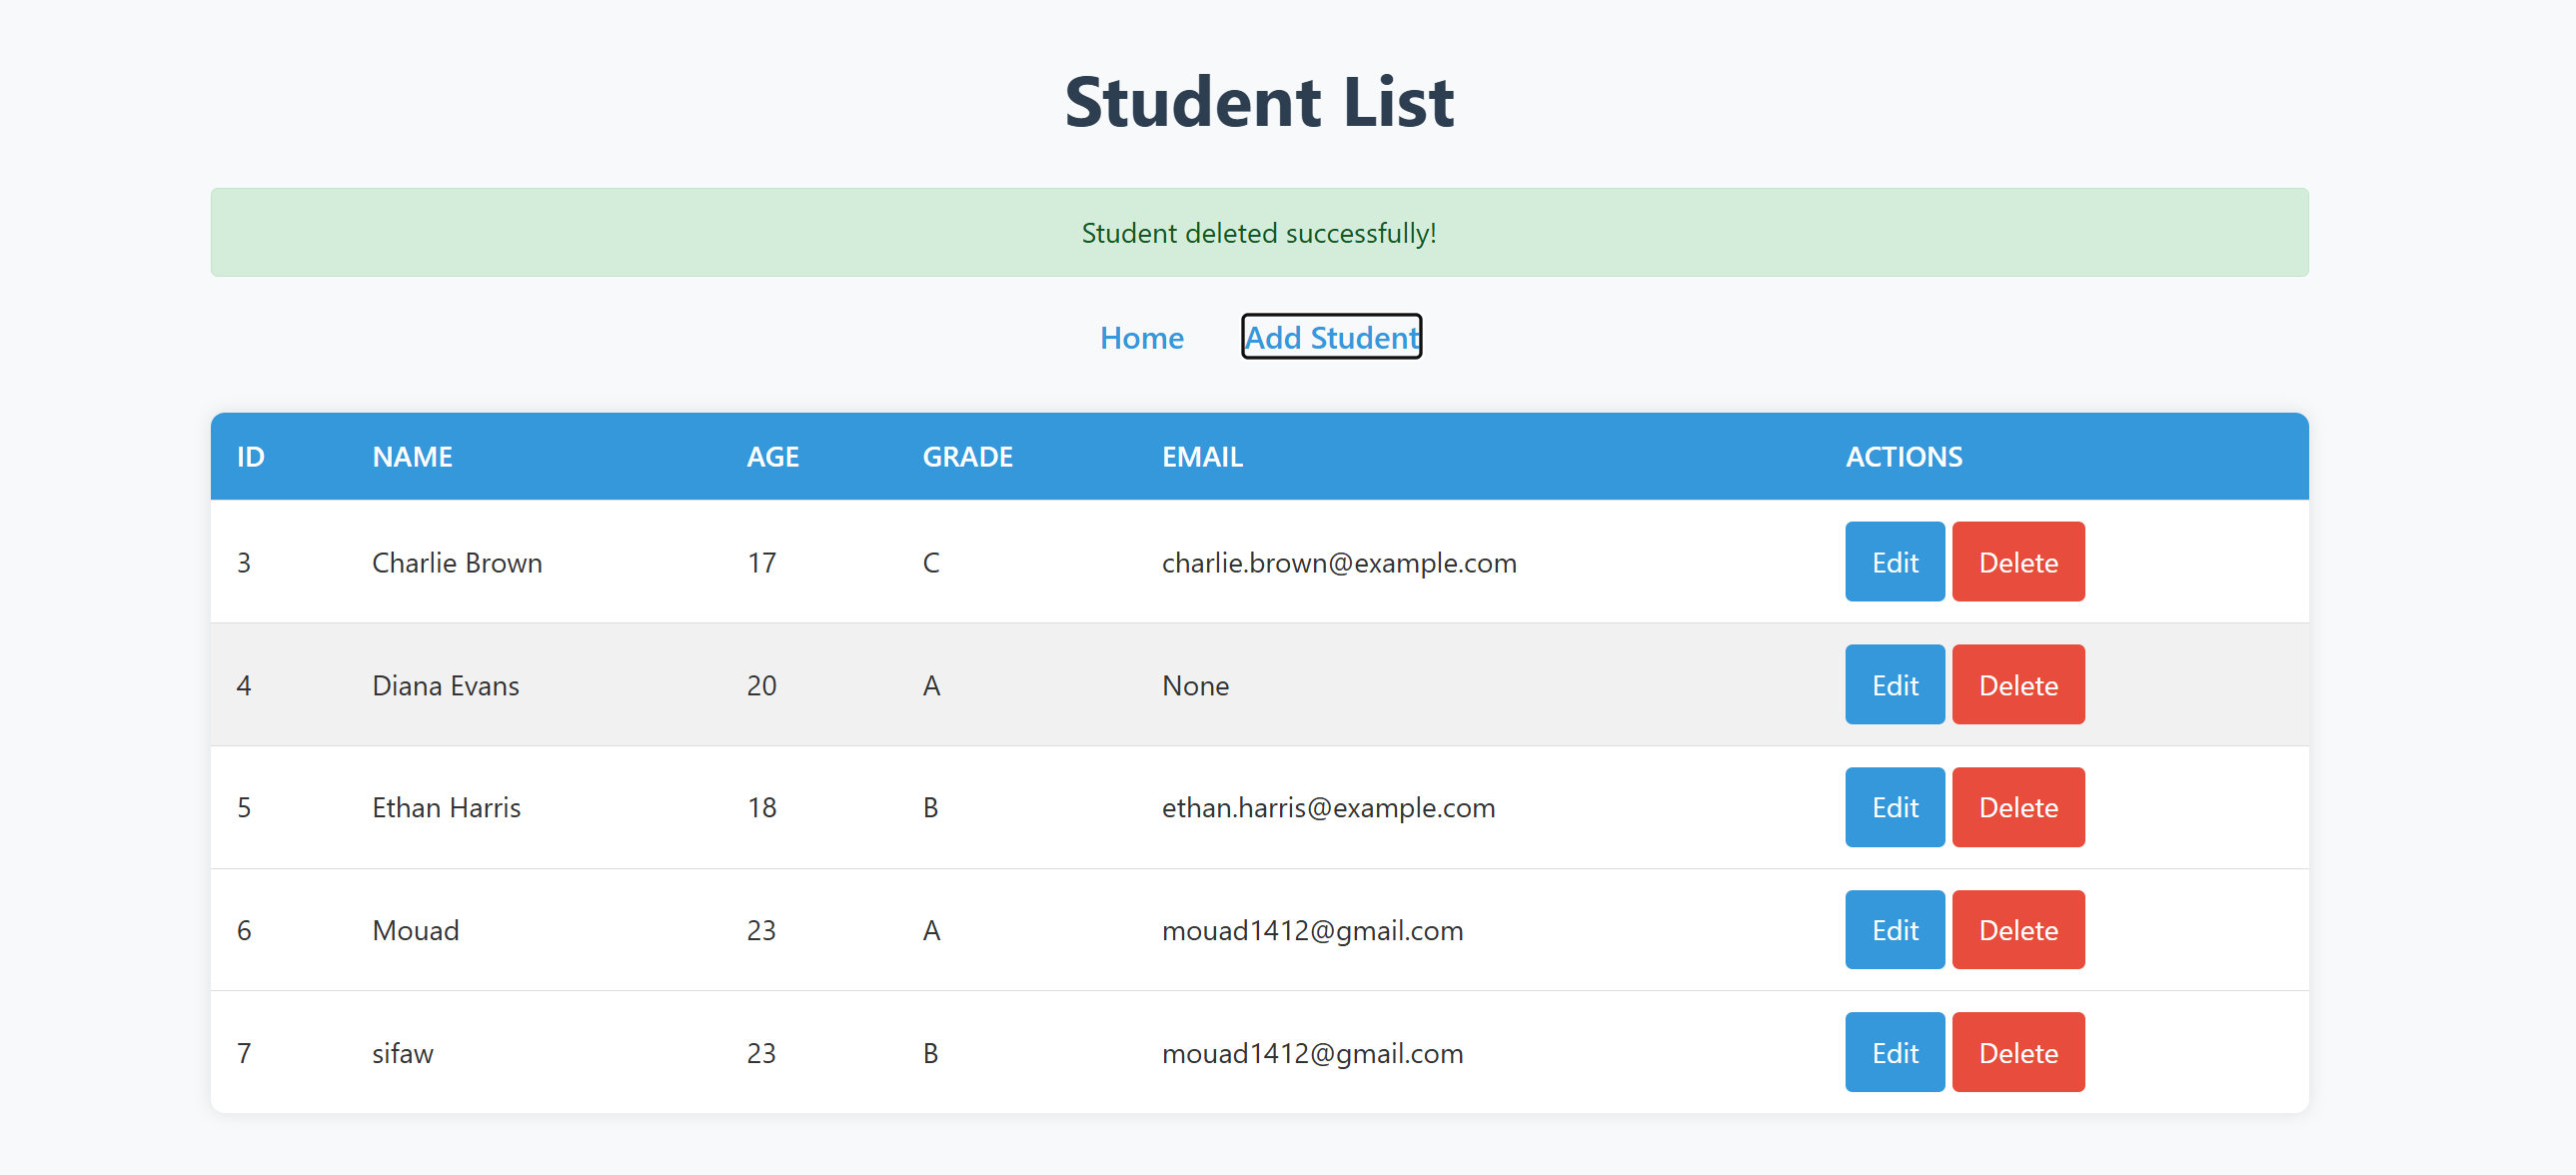 Student List
Student deleted successfully!
Home Add Student
ID NAME AGE GRADE EMAIL ACTIONS
3 Charlie Brown 17 C charlie.brown@example.com Edit Delete
4 Diana Evans 20 A None Edit Delete
5 Ethan Harris 18 B ethan.harris@example.com Edit Delete
6 Mouad 23 A mouad1412@gmail.com Edit Delete
7 sifaw 23 B mouad1412@gmail.com Edit Delete